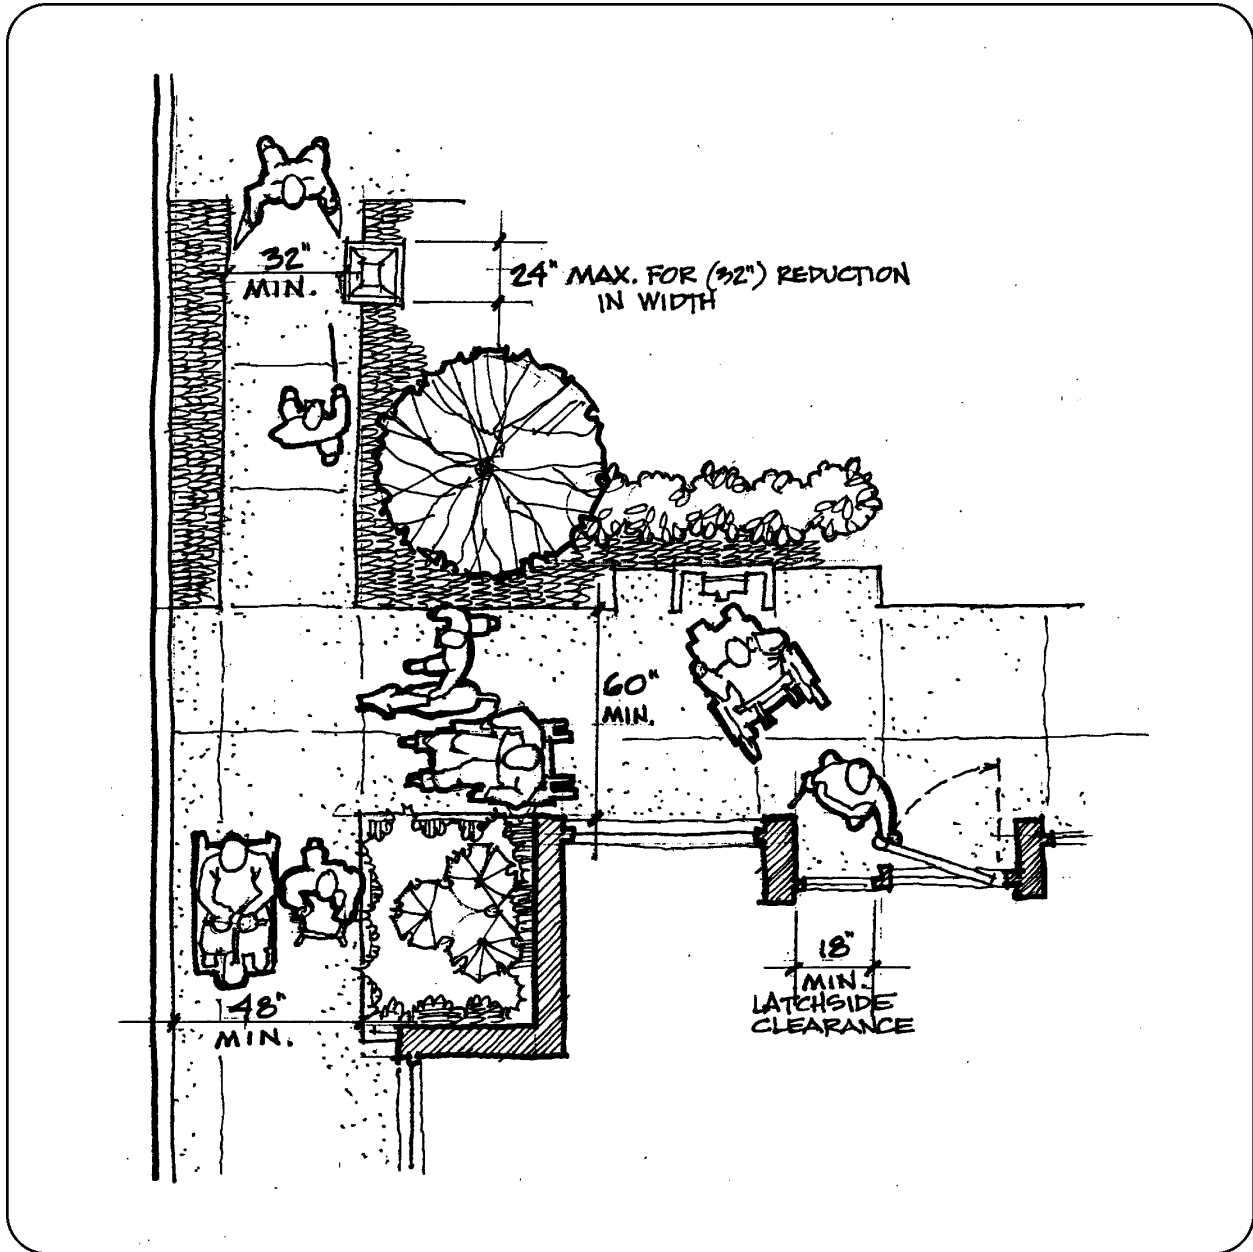 32"
MIN.
24" MAX. FOR (32") REDUCTION
IN WIDTH
60"
MIN.
18"
MIN.
LATCHSIDE
CLEARANCE
48"
MIN.